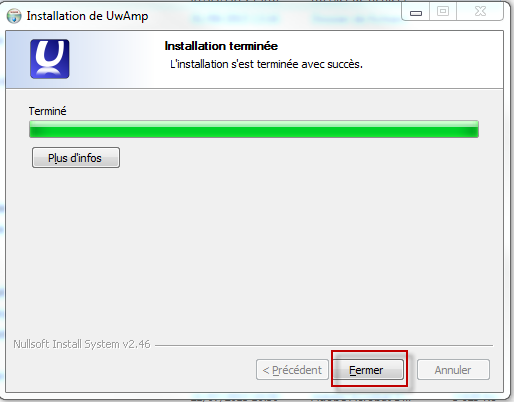 Installation de UwAmp
Installation terminée
L'installation s'est terminée avec succès.
Terminé
Plus d'infos
Nullsoft Install System v2.46
< Précédent
Fermer
Annuler